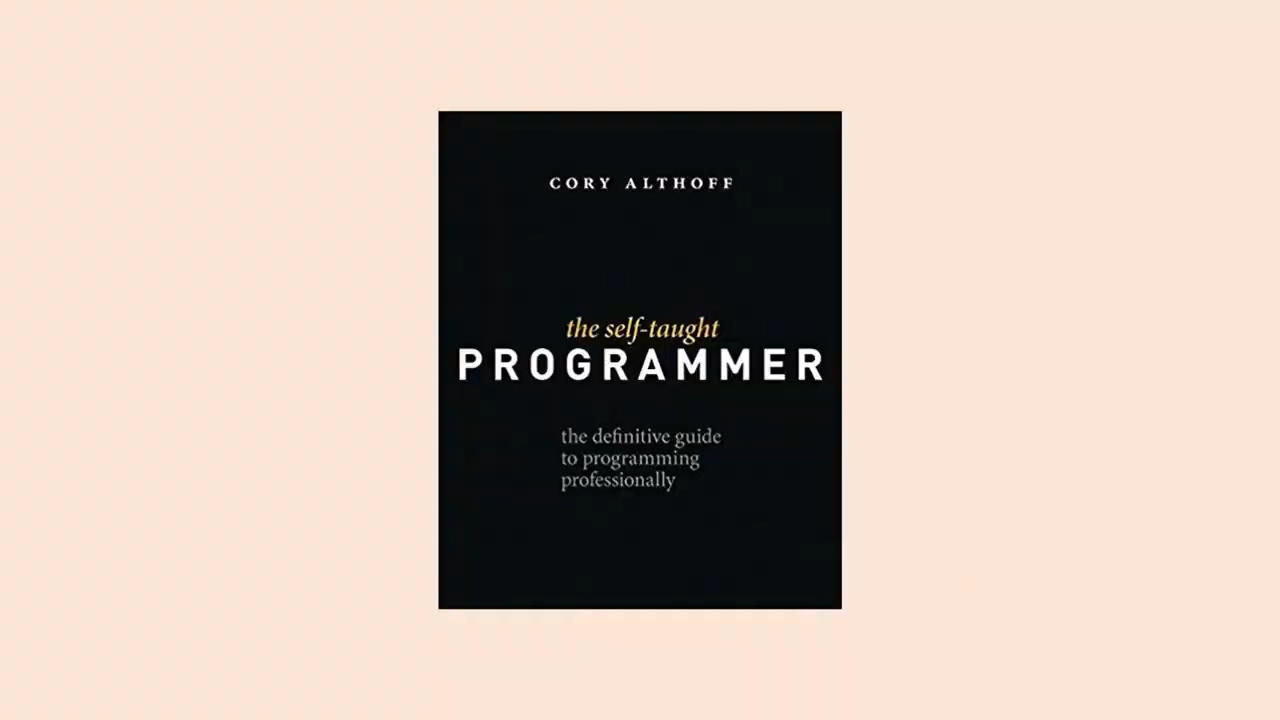 CORY ALTHOFF
the self-taught
PROGRAMMER
the definitive guide
to programming
professionally